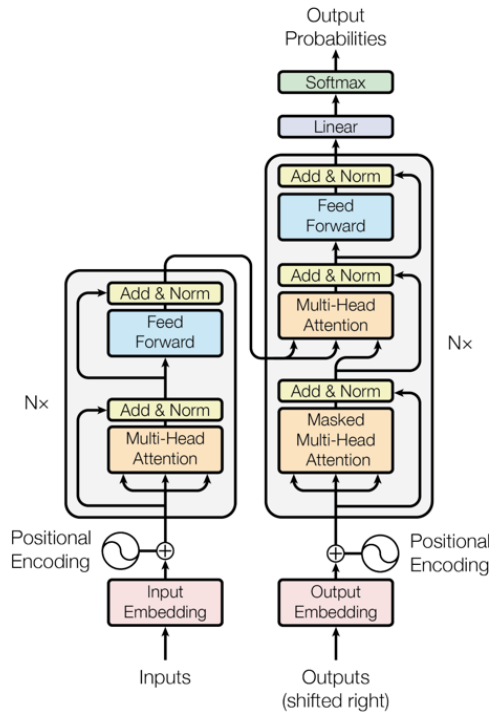 Output
Probabilities
Softmax
Linear
Add & Norm
Feed
Forward
Add & Norm
Multi-Head
Attention
Add & Norm
Masked
Multi-Head
Attention
N×
Add & Norm
Feed
Forward
Add & Norm
Multi-Head
Attention
N×
Positional
Encoding
Positional
Encoding
Input
Embedding
Output
Embedding
Inputs
Outputs
(shifted right)